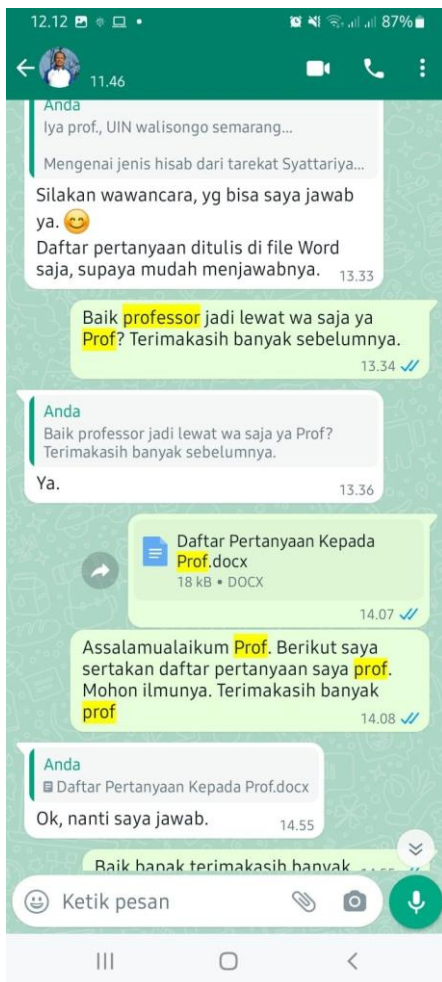 12.12
87%
11.46
Anda
Iya prof., UIN walisongo semarang...
Mengenai jenis hisab dari tarekat Syattariya...
Silakan wawancara, yg bisa saya jawab
ya. 😊
Daftar pertanyaan ditulis di file Word
saja, supaya mudah menjawabnya. 13.33
Baik professor jadi lewat wa saja ya
Prof? Terimakasih banyak sebelumnya.
13.34
Anda
Baik professor jadi lewat wa saja ya Prof?
Terimakasih banyak sebelumnya.
Ya. 13.36
Daftar Pertanyaan Kepada
Prof.docx
18 kB • DOCX
14.07
Assalamualaikum Prof. Berikut saya
sertakan daftar pertanyaan saya prof.
Mohon ilmunya. Terimakasih banyak
prof
14.08
Anda
Daftar Pertanyaan Kepada Prof.docx
Ok, nanti saya jawab. 14.55
Baik bapak terimakasih banyak
Ketik pesan